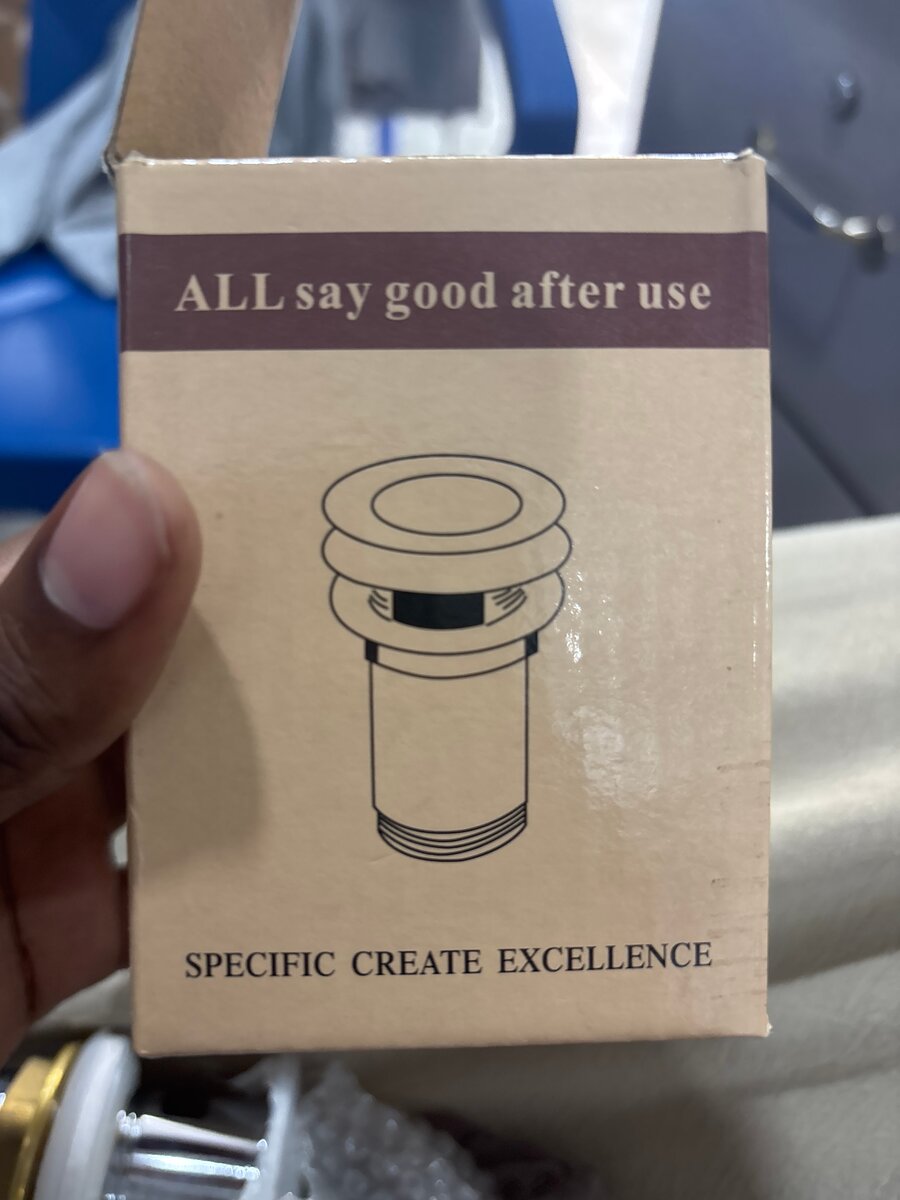 ALL say good after use
SPECIFIC CREATE EXCELLENCE